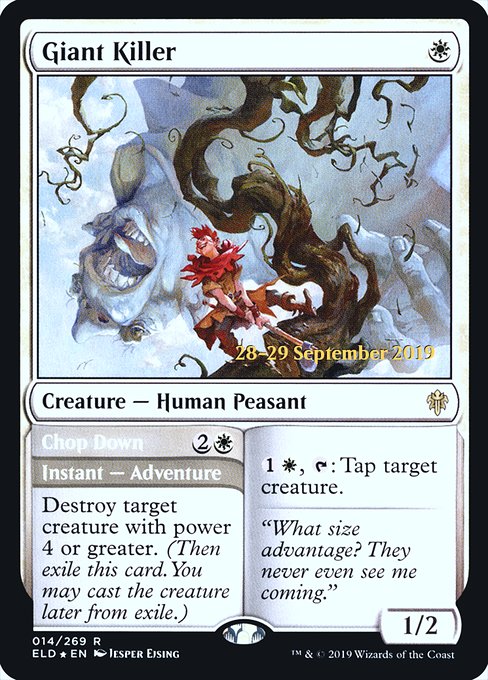 Giant Killer
28–29 September 2019
Creature — Human Peasant
Chop Down 2
Instant — Adventure
Destroy target
creature with power
4 or greater. (Then
exile this card. You
may cast the creature
later from exile.)
1 , : Tap target
creature.
“What size
advantage? They
never even see me
coming.”
1/2
014/269 R
ELD ★ EN Jesper Ejsing
™ & © 2019 Wizards of the Coast